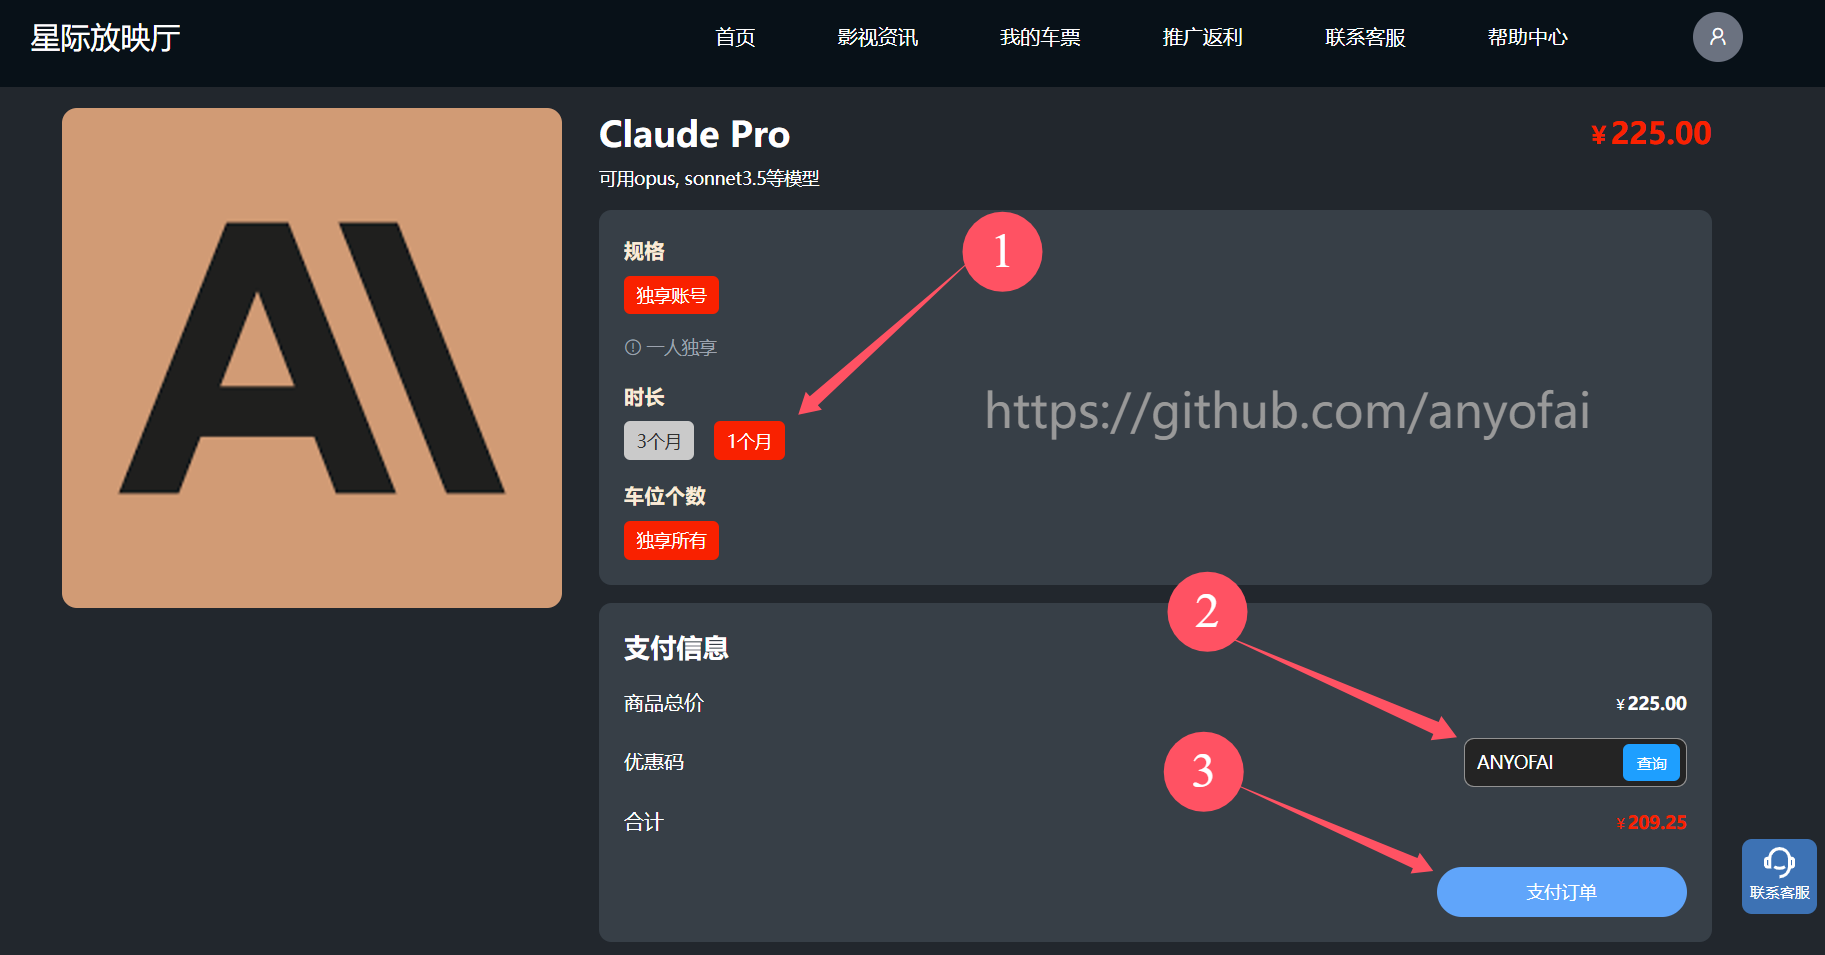 星际放映厅
首页 影视资讯 我的车票 推广返利 联系客服 帮助中心
AI
Claude Pro
¥225.00
可用opus, sonnet3.5等模型
规格
独享账号
一人独享
时长
3个月 1个月
车位个数
独享所有
1
https://github.com/anyofai
2
支付信息
商品总价 ¥225.00
优惠码 ANYOFAI 查询
3
合计 ¥209.25
支付订单
联系客服